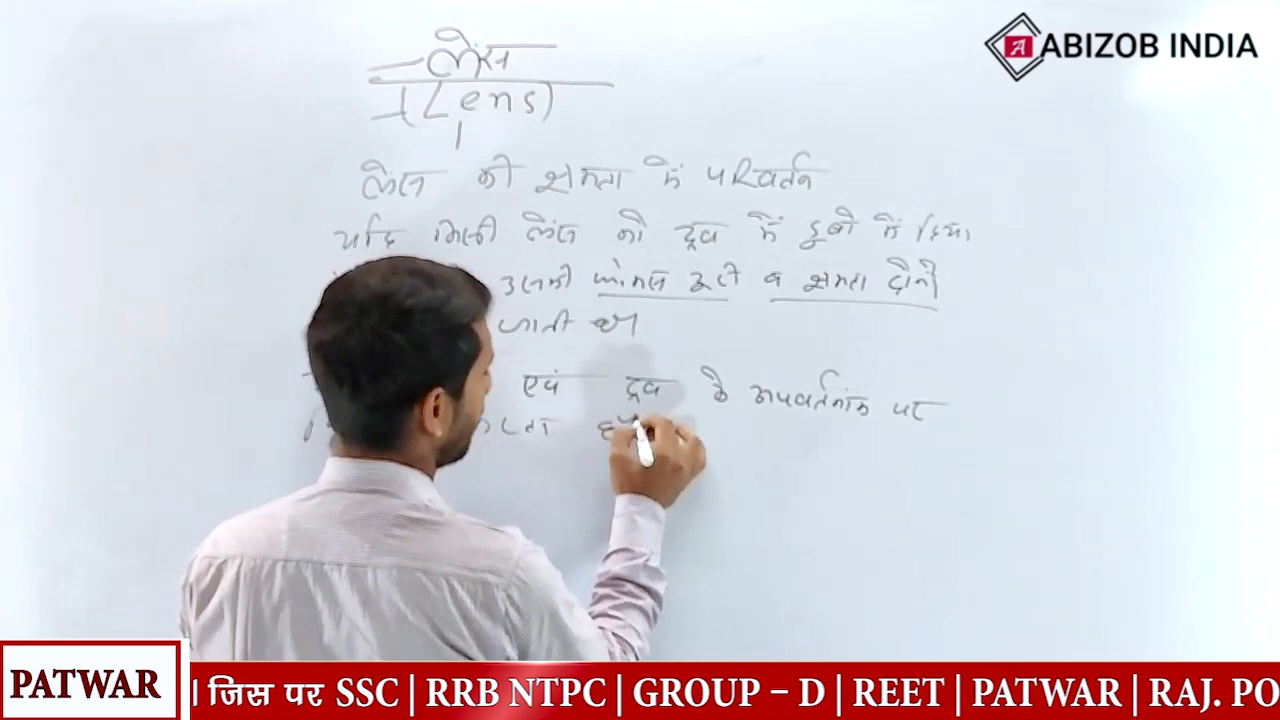 ABIZOB INDIA
लेंस
(Lens)
लेंस की क्षमता में परिवर्तन
यदि किसी लेंस को द्रव में डुबो में दिया
उसकी फोकस दूरी व क्षमता दोनों
जाती है।
एवं द्रव के अपवर्तनांक पर
करता
PATWAR
जिस पर SSC | RRB NTPC | GROUP – D | REET | PATWAR | RAJ. PO